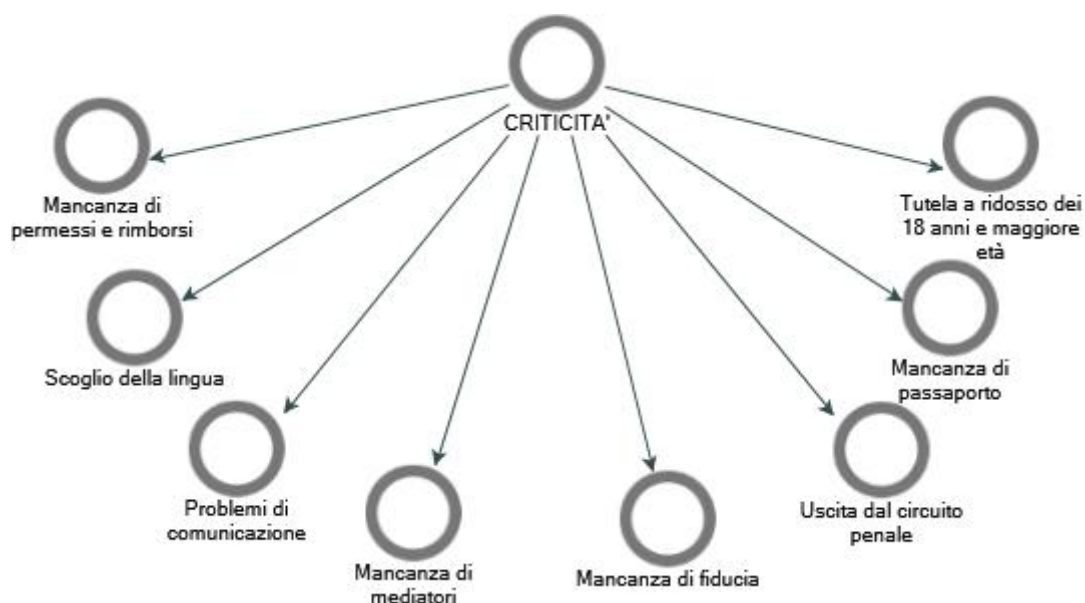 CRITICITA'
Mancanza di
permessi e rimborsi
Tutela a ridosso dei
18 anni e maggiore
età
Scoglio della lingua
Mancanza di
passaporto
Problemi di
comunicazione
Uscita dal circuito
penale
Mancanza di
mediatori
Mancanza di fiducia